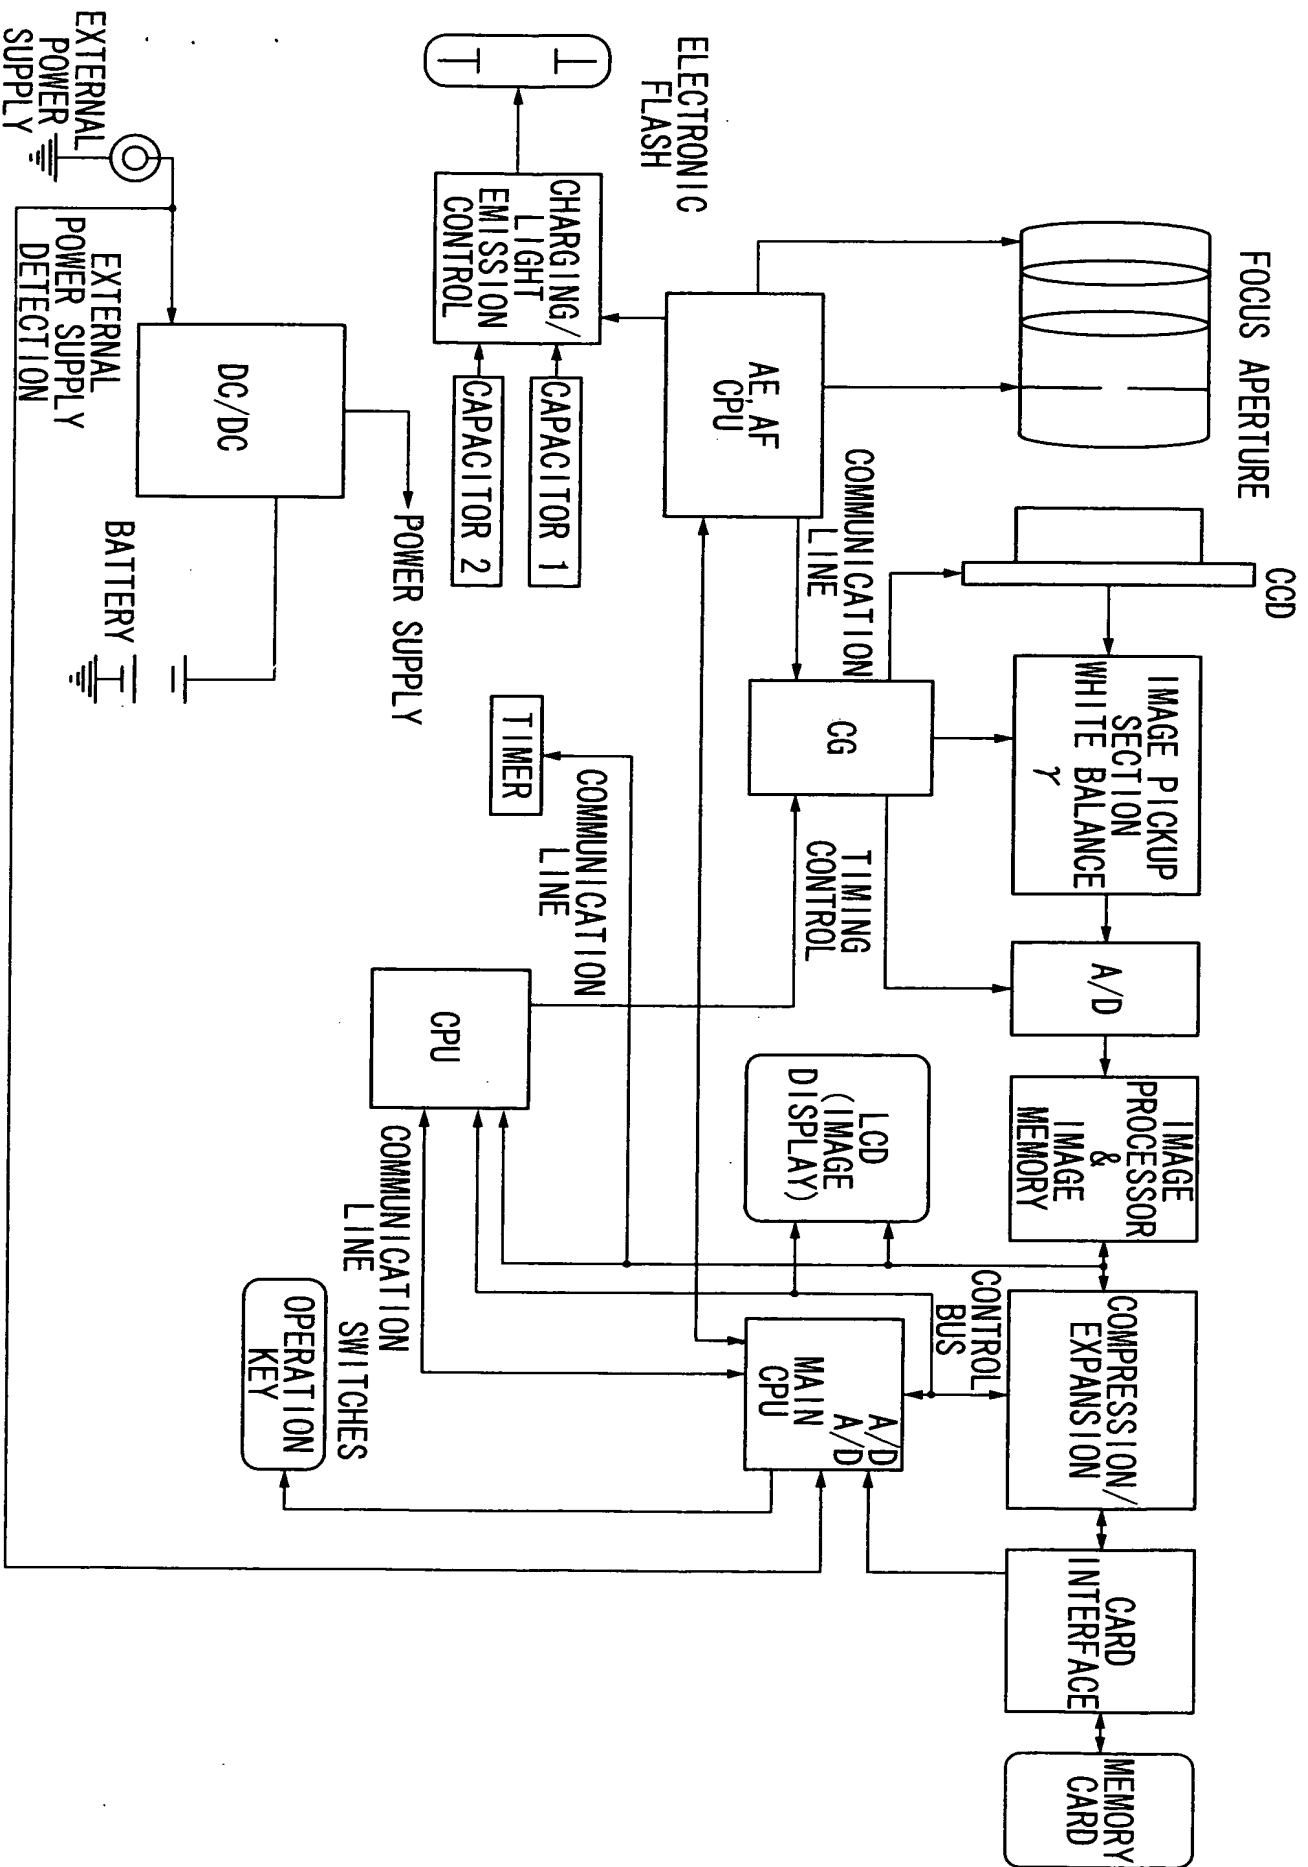 FOCUS APERTURE
CCD
IMAGE PICKUP
SECTION
WHITE BALANCE
γ
A/D
IMAGE
PROCESSOR
&
IMAGE
MEMORY
COMPRESSION/
EXPANSION
CARD
INTERFACE
MEMORY
CARD
AE, AF
CPU
COMMUNICATION
LINE
CG
TIMING
CONTROL
LCD
(IMAGE
DISPLAY)
CONTROL
BUS
A/D
A/D
MAIN
CPU
ELECTRONIC
FLASH
CHARGING/
LIGHT
EMISSION
CONTROL
CAPACITOR 1
CAPACITOR 2
TIMER
COMMUNICATION
LINE
CPU
COMMUNICATION
LINE
SWITCHES
OPERATION
KEY
POWER SUPPLY
DC/DC
BATTERY
EXTERNAL
POWER
SUPPLY
EXTERNAL
POWER SUPPLY
DETECTION